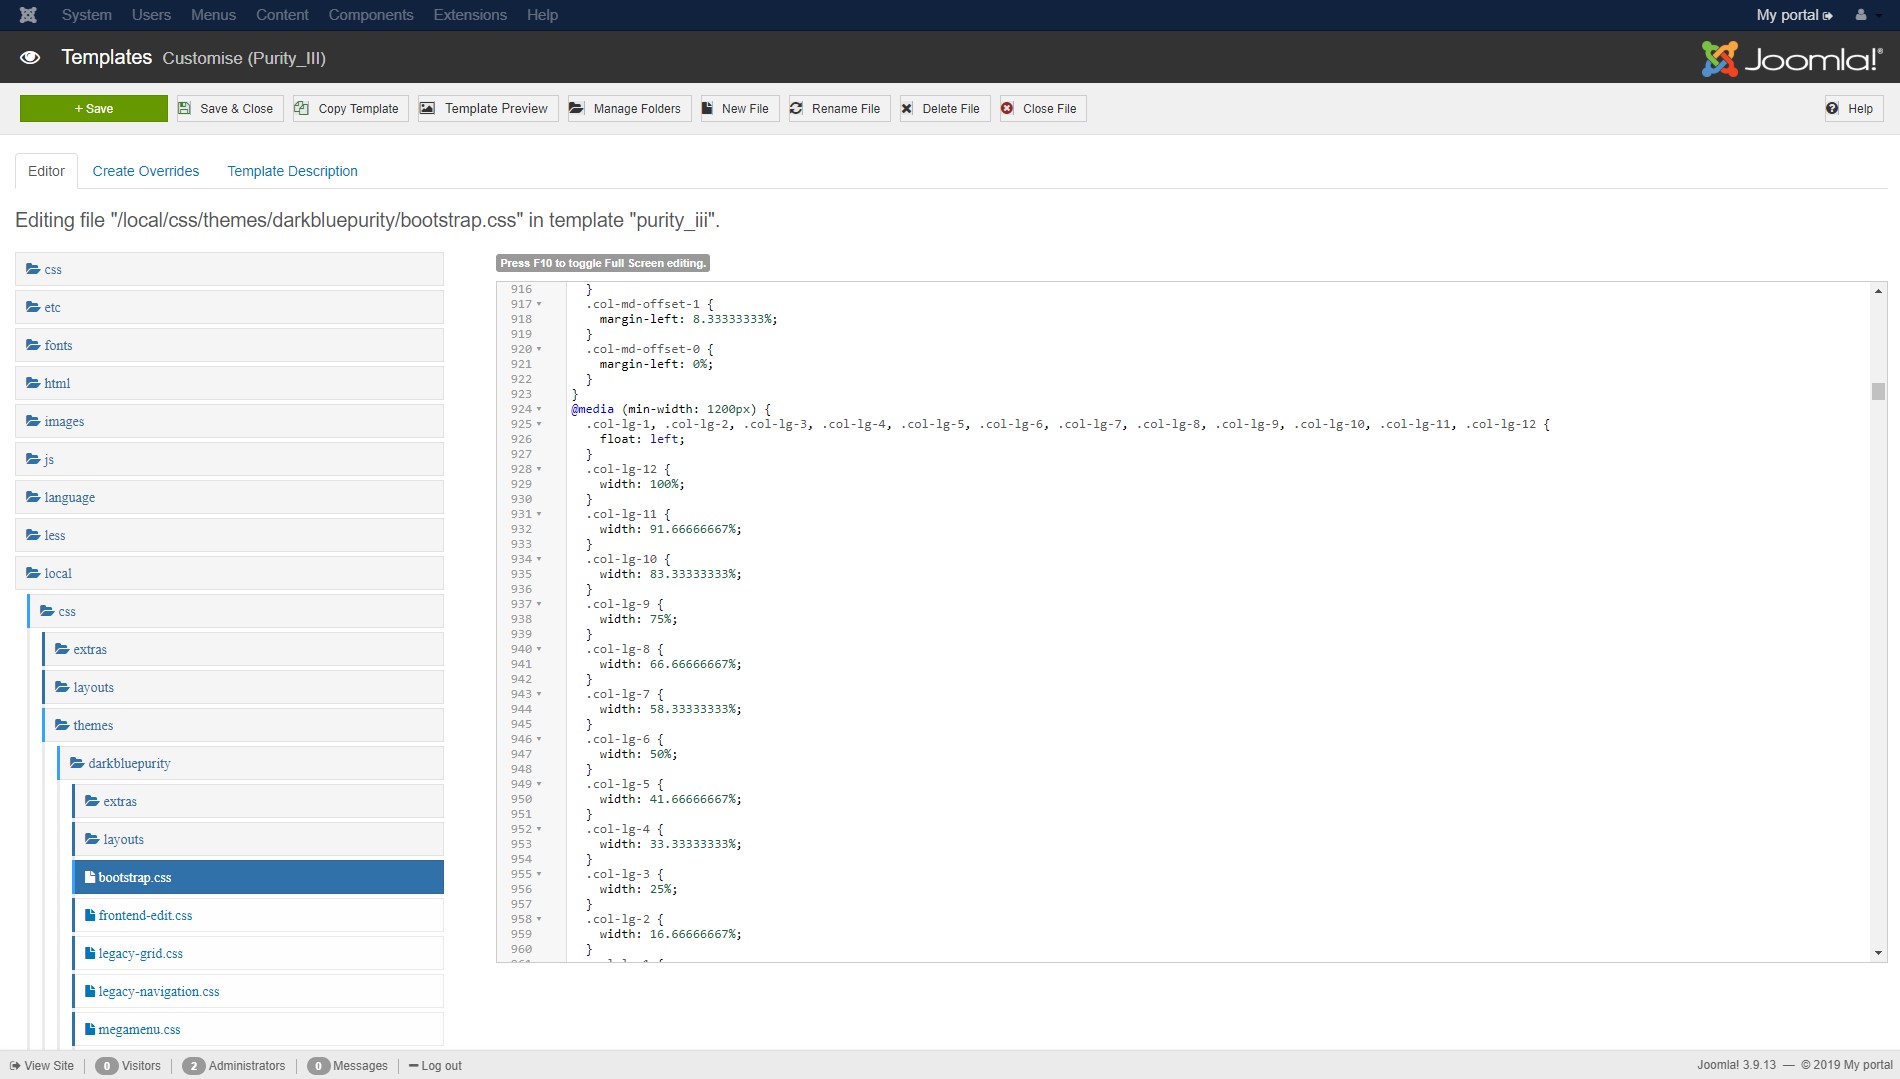 System Users Menus Content Components Extensions Help My portal
Templates Customise (Purity_III) Joomla!®
+ Save Save & Close Copy Template Template Preview Manage Folders New File Rename File Delete File Close File Help
Editor Create Overrides Template Description
Editing file "/local/css/themes/darkbluepurity/bootstrap.css" in template "purity_iii".
css
etc
fonts
html
images
js
language
less
local
css
extras
layouts
themes
darkbluepurity
extras
layouts
bootstrap.css
frontend-edit.css
legacy-grid.css
legacy-navigation.css
megamenu.css
Press F10 to toggle Full Screen editing.
916 }
917 .col-md-offset-1 {
918 margin-left: 8.33333333%;
919 }
920 .col-md-offset-0 {
921 margin-left: 0%;
922 }
923 }
924 @media (min-width: 1200px) {
925 .col-lg-1, .col-lg-2, .col-lg-3, .col-lg-4, .col-lg-5, .col-lg-6, .col-lg-7, .col-lg-8, .col-lg-9, .col-lg-10, .col-lg-11, .col-lg-12 {
926 float: left;
927 }
928 .col-lg-12 {
929 width: 100%;
930 }
931 .col-lg-11 {
932 width: 91.66666667%;
933 }
934 .col-lg-10 {
935 width: 83.33333333%;
936 }
937 .col-lg-9 {
938 width: 75%;
939 }
940 .col-lg-8 {
941 width: 66.66666667%;
942 }
943 .col-lg-7 {
944 width: 58.33333333%;
945 }
946 .col-lg-6 {
947 width: 50%;
948 }
949 .col-lg-5 {
950 width: 41.66666667%;
951 }
952 .col-lg-4 {
953 width: 33.33333333%;
954 }
955 .col-lg-3 {
956 width: 25%;
957 }
958 .col-lg-2 {
959 width: 16.66666667%;
960 }
View Site 0 Visitors 2 Administrators 0 Messages Log out Joomla! 3.9.13 — © 2019 My portal